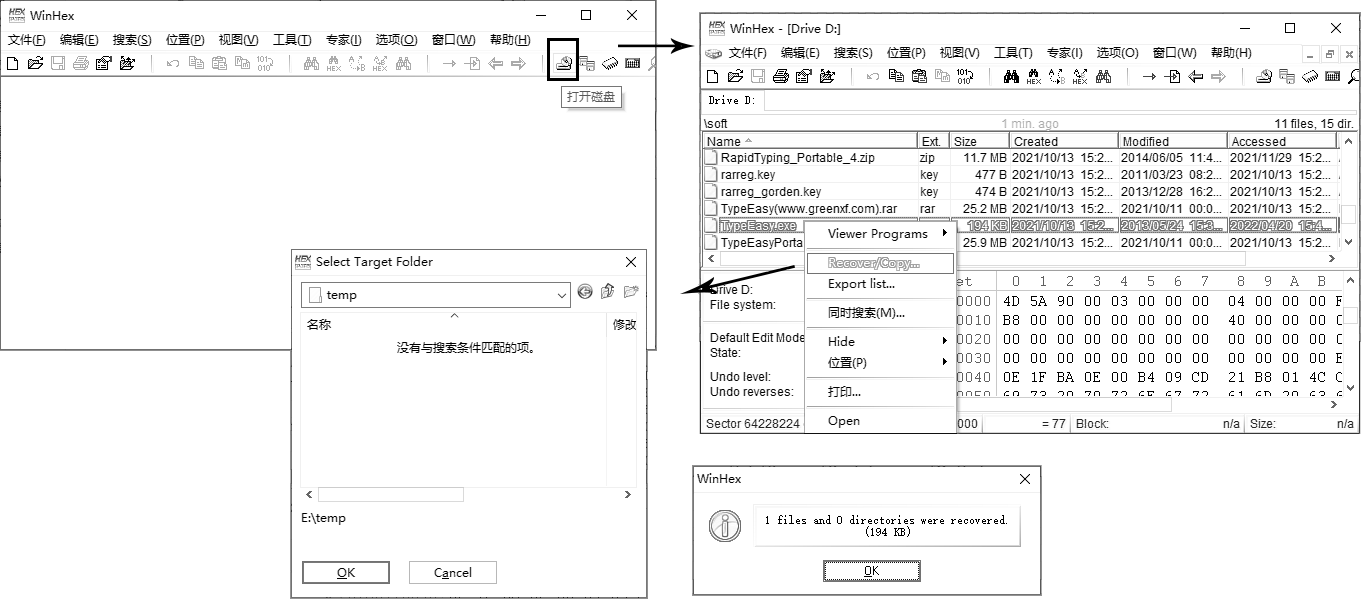 WinHex
文件(F) 编辑(E) 搜索(S) 位置(P) 视图(V) 工具(T) 专家(I) 选项(O) 窗口(W) 帮助(H)
打开磁盘
WinHex - [Drive D:]
文件(F) 编辑(E) 搜索(S) 位置(P) 视图(V) 工具(T) 专家(I) 选项(O) 窗口(W) 帮助(H)
Drive D:
\soft 1 min. ago 11 files, 15 dir.
Name Ext. Size Created Modified Accessed
RapidTyping_Portable_4.zip zip 11.7 MB 2021/10/13 15:2... 2014/06/05 11:4... 2021/11/29 15:2...
rarreg.key key 477 B 2021/10/13 15:2... 2011/03/23 08:2... 2021/10/13 15:2...
rarreg_gorden.key key 474 B 2021/10/13 15:2... 2013/12/28 16:2... 2021/10/13 15:2...
TypeEasy(www.greenxf.com).rar rar 25.2 MB 2021/10/13 15:2... 2021/10/11 00:0... 2021/10/13 15:2...
TypeEasy.exe 194 KB 2021/10/13 15:2... 2013/05/24 15:3... 2022/04/20 15:4...
TypeEasyPorta 25.9 MB 2021/10/13 15:2... 2021/10/11 00:0... 2021/10/13 15:2...
Viewer Programs
Recover/Copy...
Export list...
同时搜索(M)...
Hide
位置(P)
打印...
Open
Drive D:
File system:
Default Edit Mode
State:
Undo level:
Undo reverses:
et 0 1 2 3 4 5 6 7 8 9 A B
0000 4D 5A 90 00 03 00 00 00 04 00 00 00 F
0010 B8 00 00 00 00 00 00 00 40 00 00 00 0
0020 00 00 00 00 00 00 00 00 00 00 00 00 0
0030 00 00 00 00 00 00 00 00 00 00 00 00 E
0040 0E 1F BA 0E 00 B4 09 CD 21 B8 01 4C C
0050 69 73 20 70 72 6F 67 72 61 6D 20 63 6
Sector 64228224 000 = 77 Block: n/a Size: n/a
Select Target Folder
temp
名称 修改
没有与搜索条件匹配的项。
E:\temp
OK Cancel
WinHex
1 files and 0 directories were recovered.
(194 KB)
OK